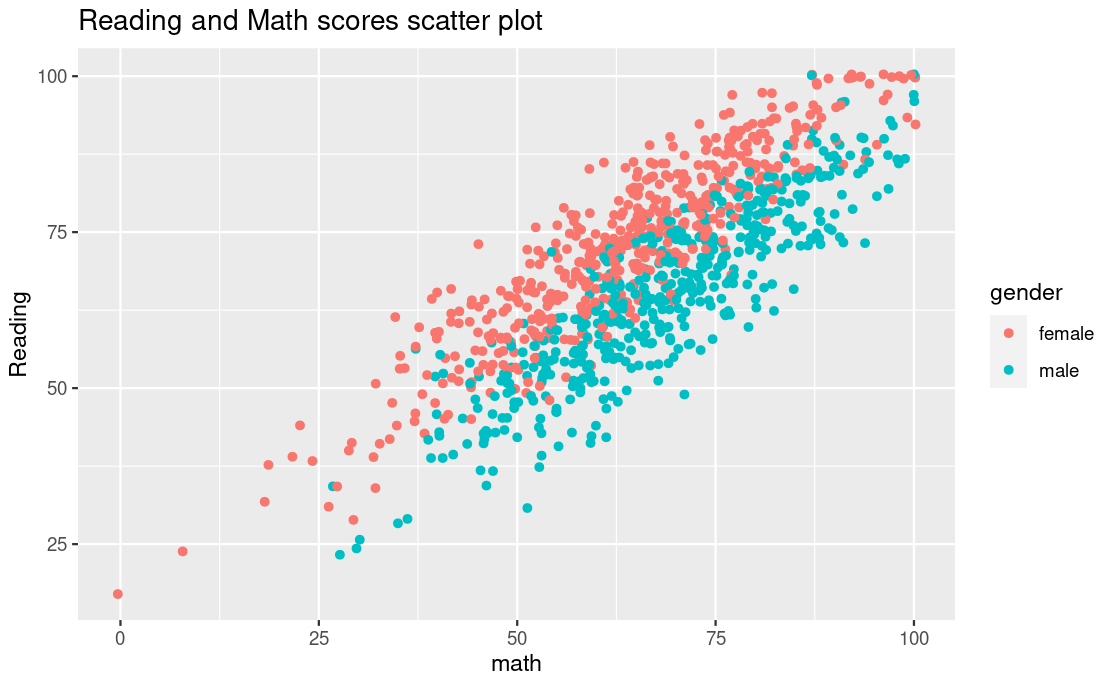 Reading and Math scores scatter plot
100
75
50
25
Reading
0 25 50 75 100
math
gender
female
male